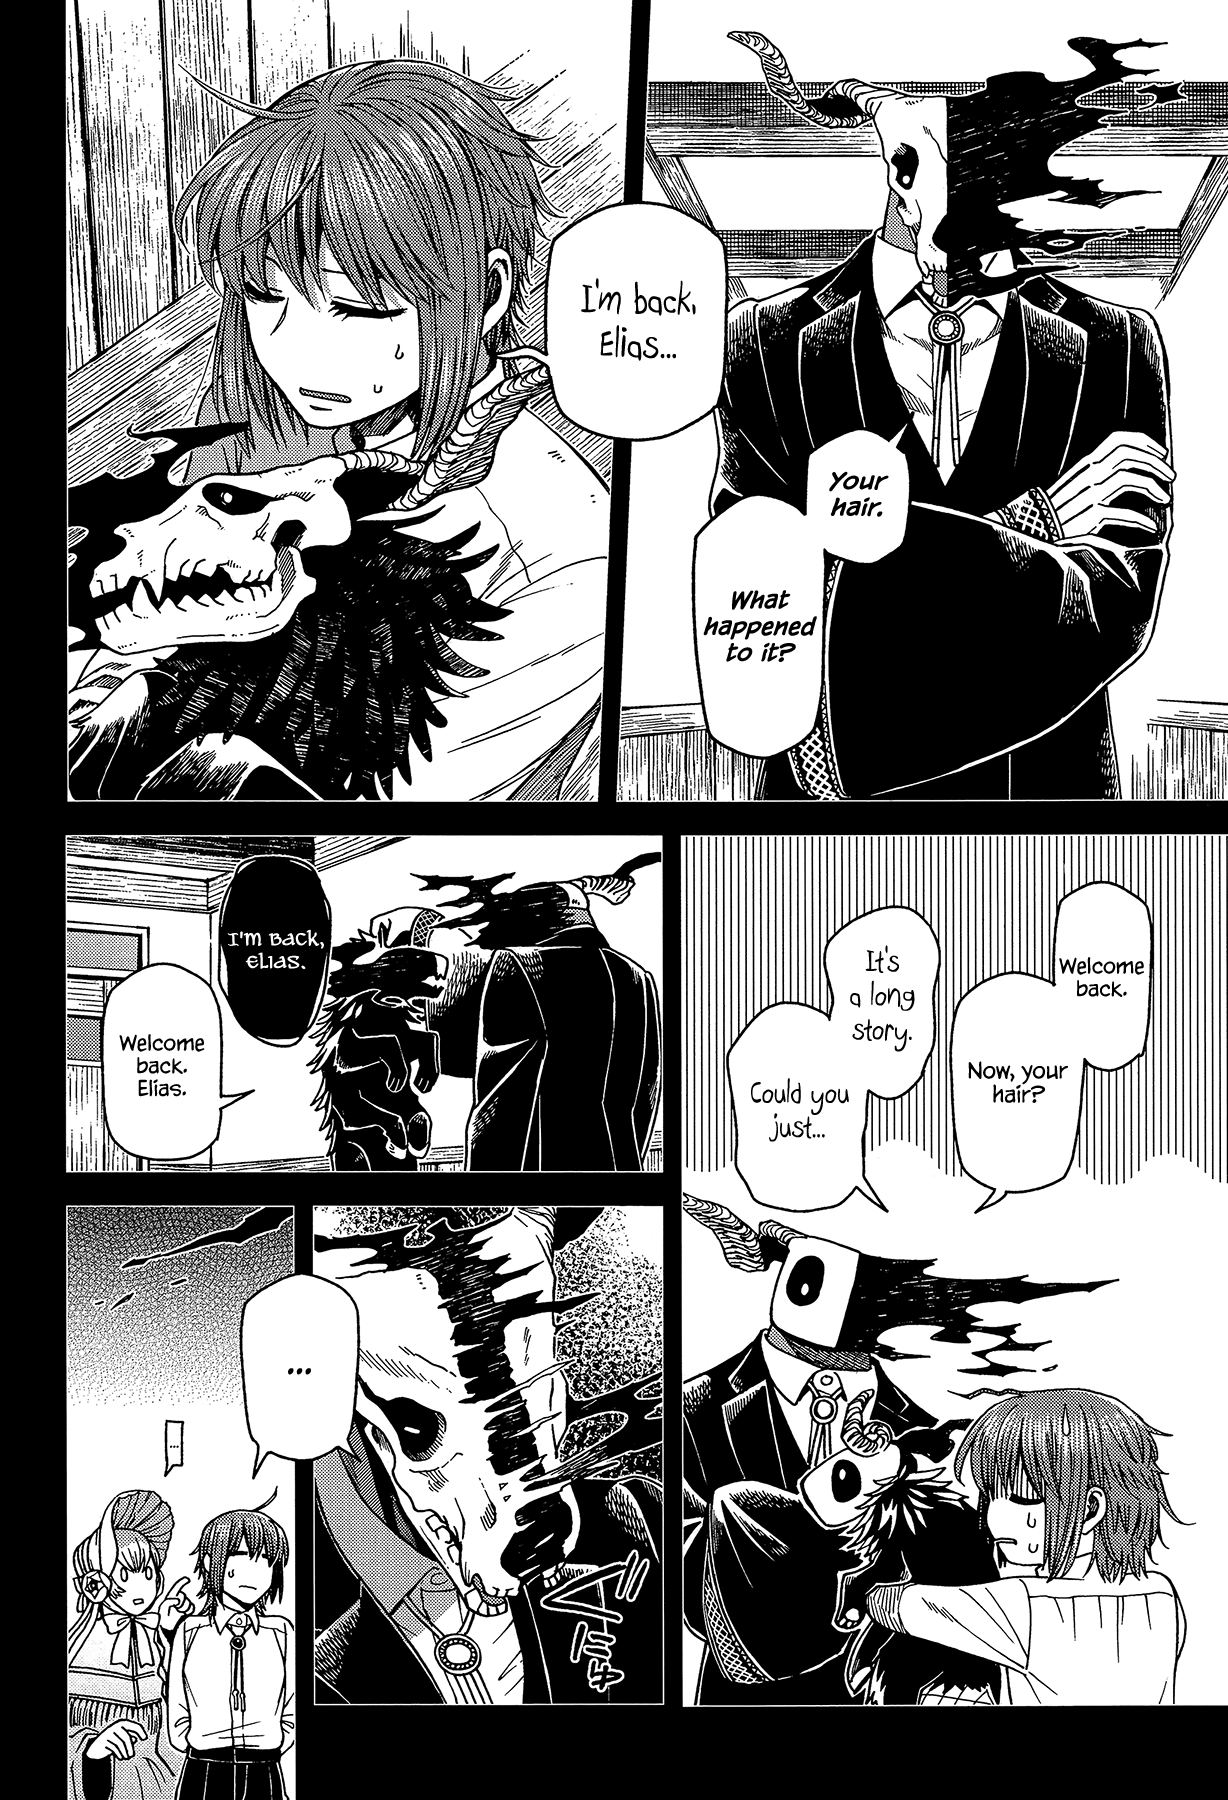 Your
hair.
What
happened
to it?
I'm back,
Elias...
Welcome
back.
Now, your
hair?
It's
a long
story.
Could you
just...
I'm back,
Elias.
Welcome
back.
Elias.
...
...